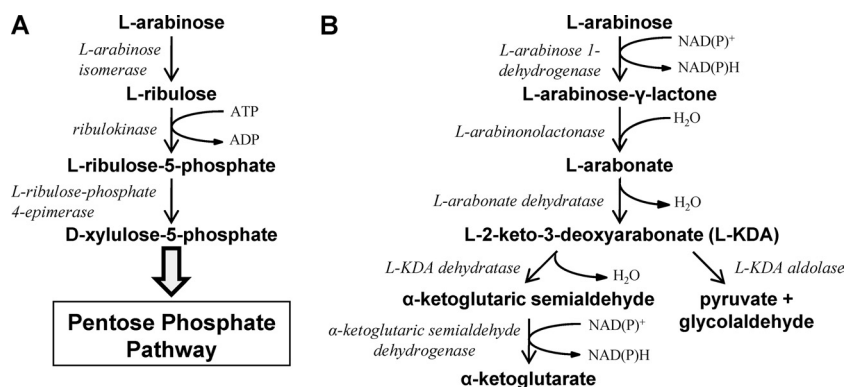 A
L-arabinose
L-arabinose
isomerase
L-ribulose
ribulokinase
ATP
ADP
L-ribulose-5-phosphate
L-ribulose-phosphate
4-epimerase
D-xylulose-5-phosphate
Pentose Phosphate
Pathway
B
L-arabinose
L-arabinose 1-
dehydrogenase
NAD(P)⁺
NAD(P)H
L-arabinose-γ-lactone
L-arabinonolactonase
H₂O
L-arabonate
L-arabonate dehydratase
H₂O
L-2-keto-3-deoxyarabonate (L-KDA)
L-KDA dehydratase
H₂O
L-KDA aldolase
α-ketoglutaric semialdehyde
pyruvate +
glycolaldehyde
α-ketoglutaric semialdehyde
dehydrogenase
NAD(P)⁺
NAD(P)H
α-ketoglutarate